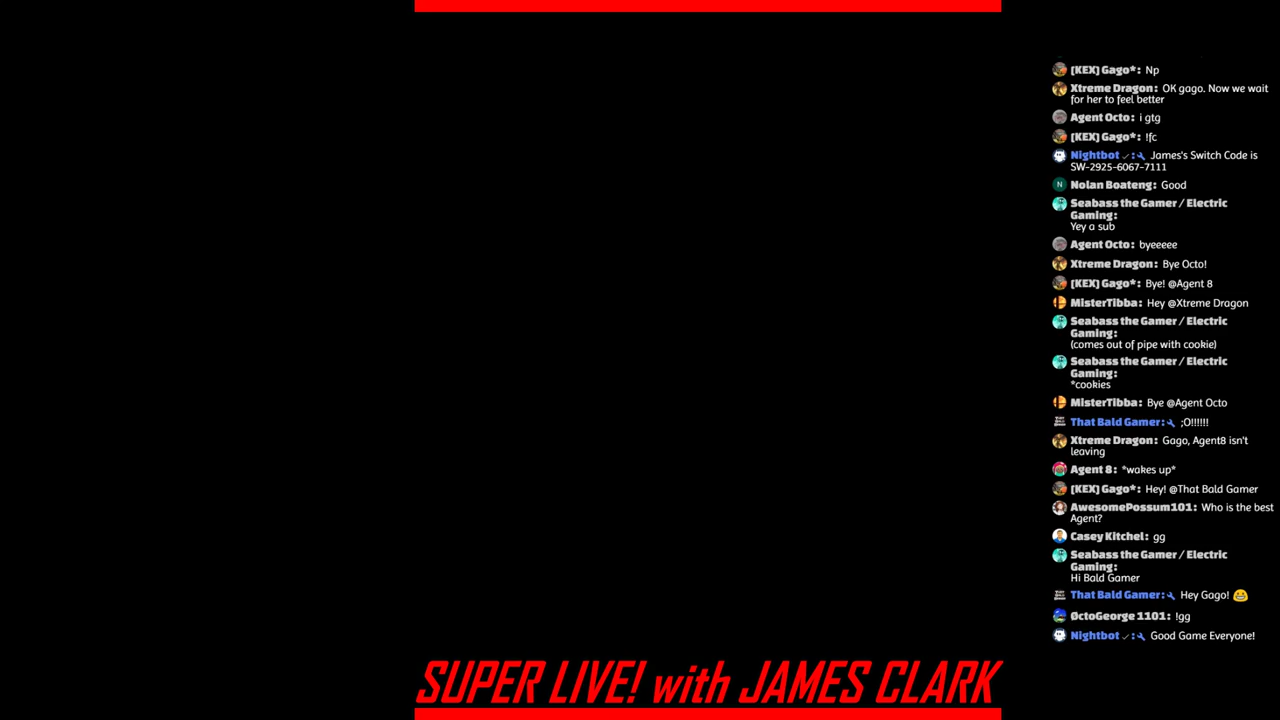 [KEX] Gago*: Np
Xtreme Dragon: OK gago. Now we wait
for her to feel better
Agent Octo: i gtg
[KEX] Gago*: !fc
Nightbot ✓:🔧 James's Switch Code is
SW-2925-6067-7111
N Nolan Boateng: Good
Seabass the Gamer / Electric
Gaming:
Yey a sub
Agent Octo: byeeeee
Xtreme Dragon: Bye Octo!
[KEX] Gago*: Bye! @Agent 8
MisterTibba: Hey @Xtreme Dragon
Seabass the Gamer / Electric
Gaming:
(comes out of pipe with cookie)
Seabass the Gamer / Electric
Gaming:
*cookies
MisterTibba: Bye @Agent Octo
That Bald Gamer:🔧 ;O!!!!!!
Xtreme Dragon: Gago, Agent8 isn't
leaving
Agent 8: *wakes up*
[KEX] Gago*: Hey! @That Bald Gamer
AwesomePossum101: Who is the best
Agent?
Casey Kitchel: gg
Seabass the Gamer / Electric
Gaming:
Hi Bald Gamer
That Bald Gamer:🔧 Hey Gago! 😄
ØctoGeorge 1101: !gg
Nightbot ✓:🔧 Good Game Everyone!
SUPER LIVE! with JAMES CLARK